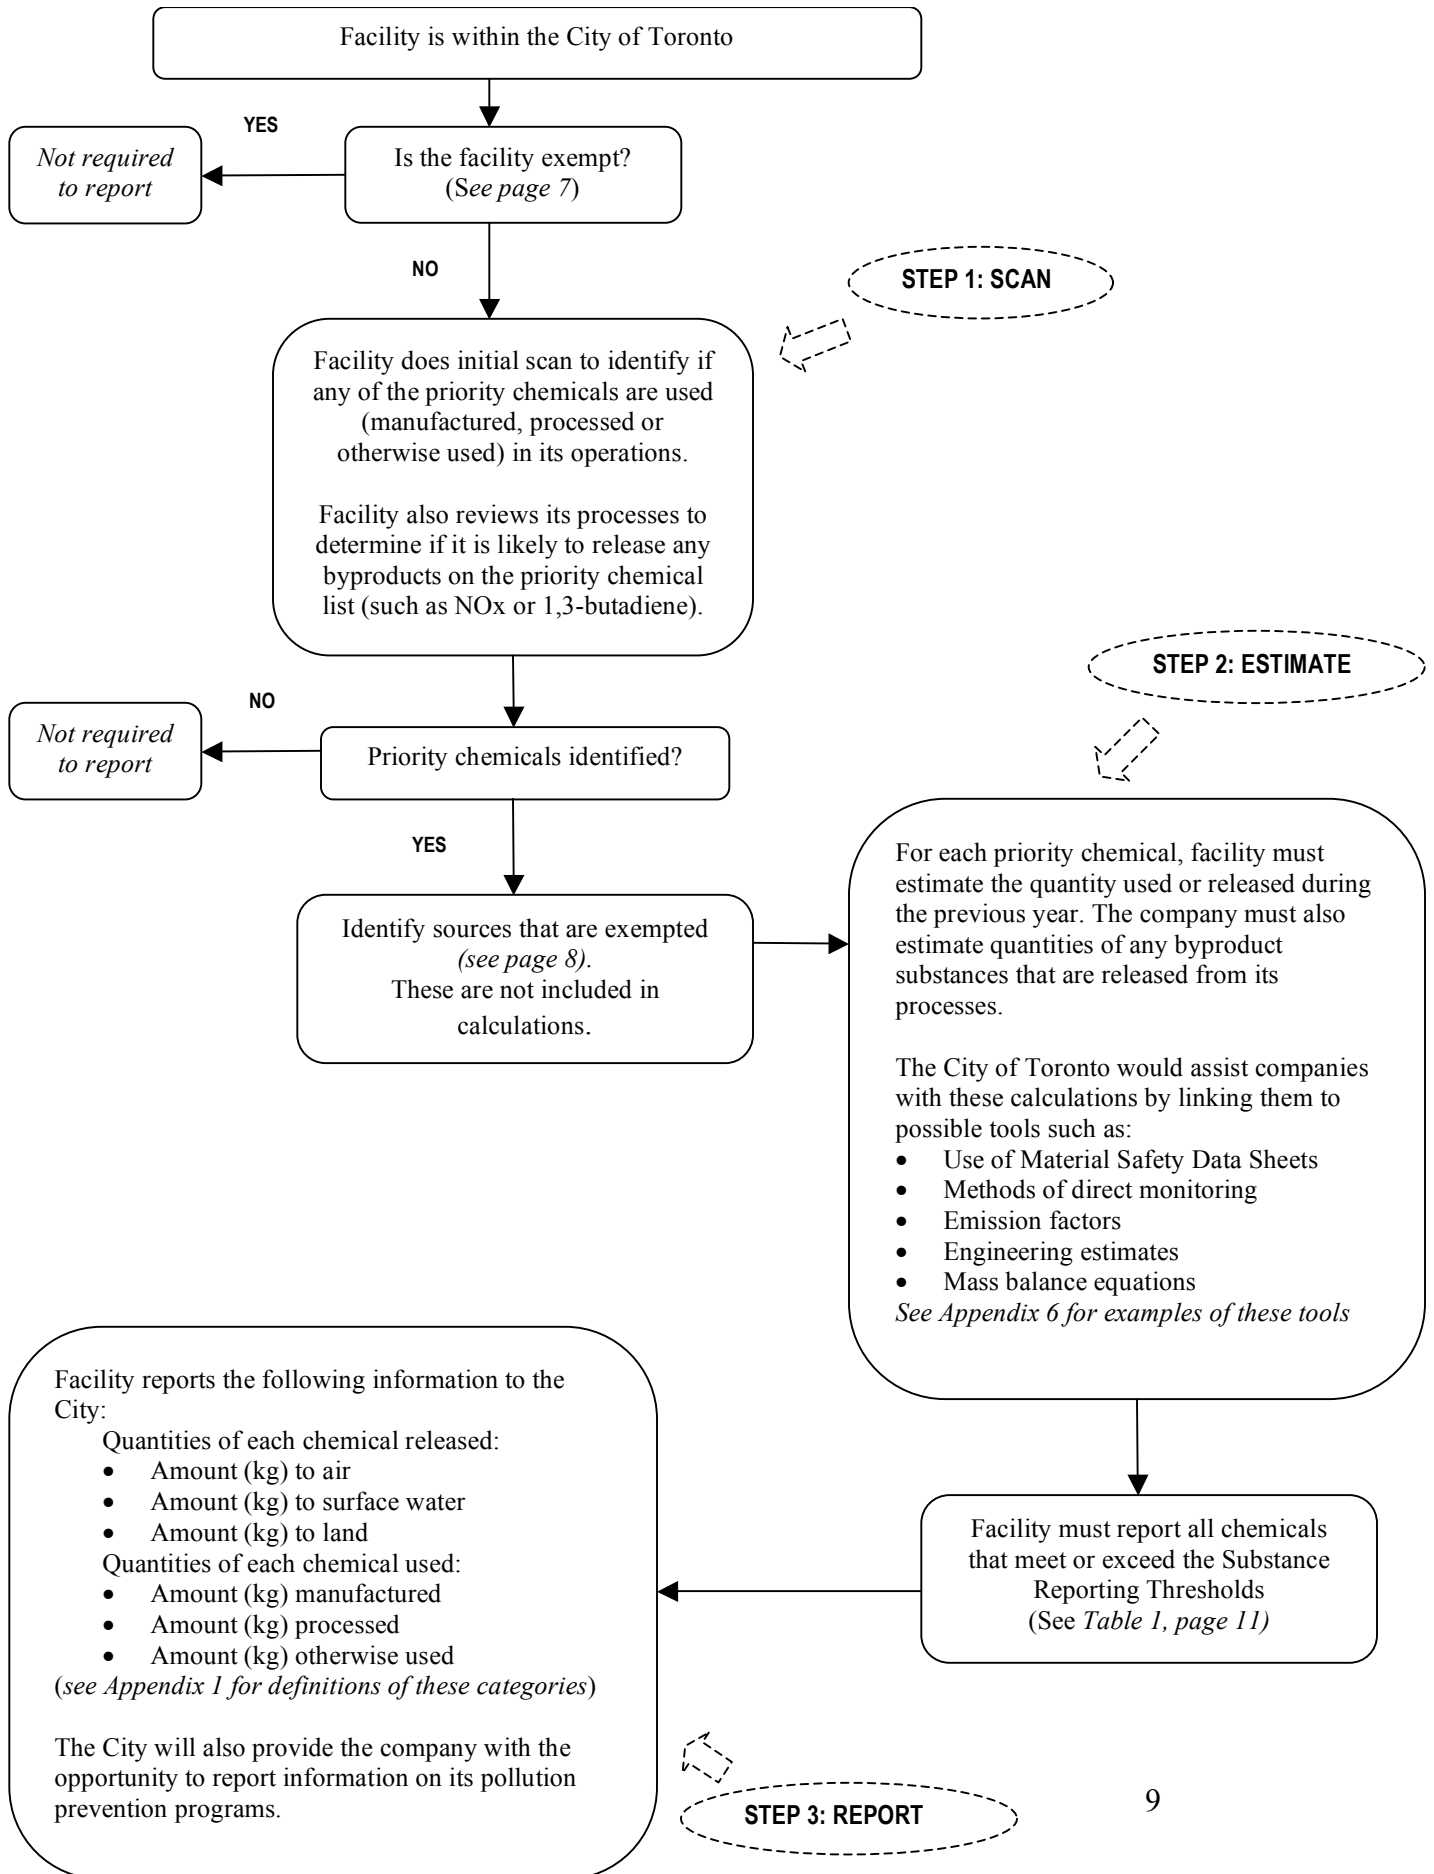 Facility is within the City of Toronto
YES
Not required
to report
Is the facility exempt?
(See page 7)
NO
STEP 1: SCAN
Facility does initial scan to identify if
any of the priority chemicals are used
(manufactured, processed or
otherwise used) in its operations.
Facility also reviews its processes to
determine if it is likely to release any
byproducts on the priority chemical
list (such as NOx or 1,3-butadiene).
STEP 2: ESTIMATE
NO
Not required
to report
Priority chemicals identified?
YES
Identify sources that are exempted
(see page 8).
These are not included in
calculations.
For each priority chemical, facility must
estimate the quantity used or released during
the previous year. The company must also
estimate quantities of any byproduct
substances that are released from its
processes.
The City of Toronto would assist companies
with these calculations by linking them to
possible tools such as:
• Use of Material Safety Data Sheets
• Methods of direct monitoring
• Emission factors
• Engineering estimates
• Mass balance equations
See Appendix 6 for examples of these tools
Facility must report all chemicals
that meet or exceed the Substance
Reporting Thresholds
(See Table 1, page 11)
Facility reports the following information to the
City:
Quantities of each chemical released:
• Amount (kg) to air
• Amount (kg) to surface water
• Amount (kg) to land
Quantities of each chemical used:
• Amount (kg) manufactured
• Amount (kg) processed
• Amount (kg) otherwise used
(see Appendix 1 for definitions of these categories)
The City will also provide the company with the
opportunity to report information on its pollution
prevention programs.
STEP 3: REPORT
9